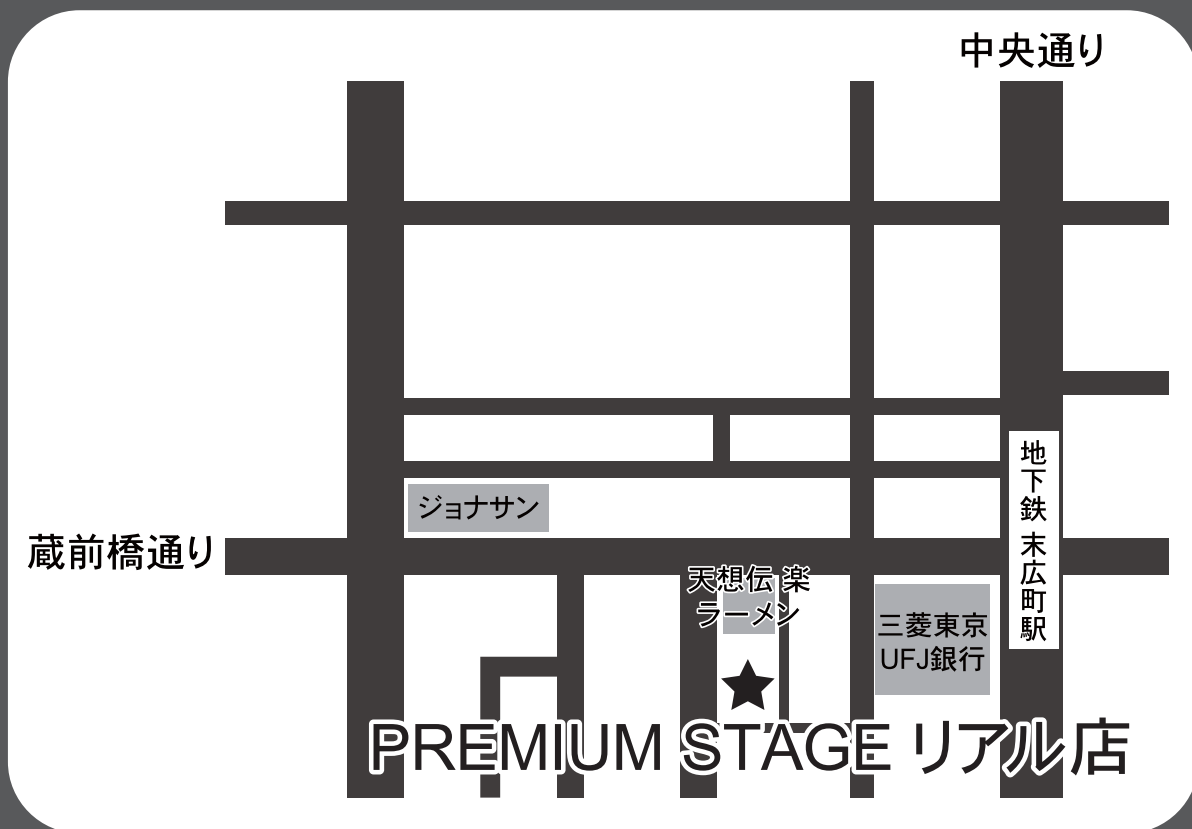 中央通り
地下鉄 末広町駅
ジョナサン
蔵前橋通り
天想伝 楽
ラーメン
三菱東京
UFJ銀行
PREMIUM STAGE リアル店